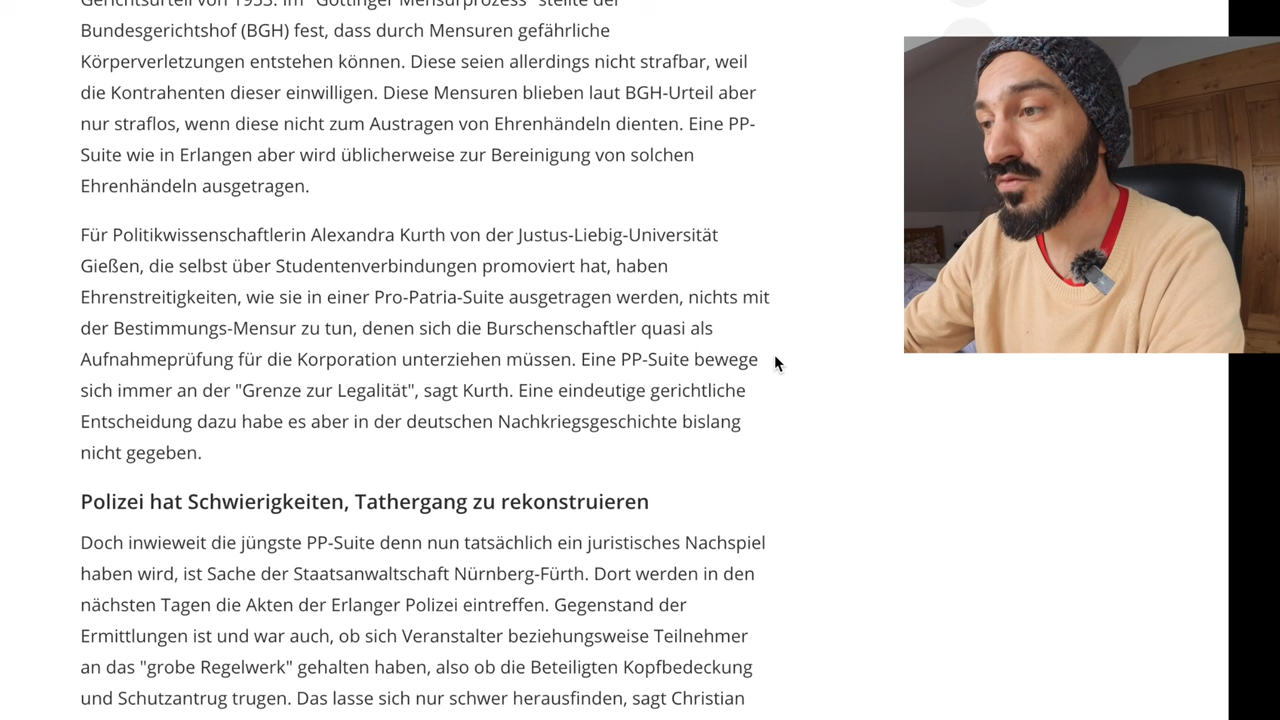 Gerichtsurteil von 1953. Im "Göttinger Mensurprozess" stellte der
Bundesgerichtshof (BGH) fest, dass durch Mensuren gefährliche
Körperverletzungen entstehen können. Diese seien allerdings nicht strafbar, weil
die Kontrahenten dieser einwilligen. Diese Mensuren blieben laut BGH-Urteil aber
nur straflos, wenn diese nicht zum Austragen von Ehrenhändeln dienten. Eine PP-
Suite wie in Erlangen aber wird üblicherweise zur Bereinigung von solchen
Ehrenhändeln ausgetragen.
Für Politikwissenschaftlerin Alexandra Kurth von der Justus-Liebig-Universität
Gießen, die selbst über Studentenverbindungen promoviert hat, haben
Ehrenstreitigkeiten, wie sie in einer Pro-Patria-Suite ausgetragen werden, nichts mit
der Bestimmungs-Mensur zu tun, denen sich die Burschenschaftler quasi als
Aufnahmeprüfung für die Korporation unterziehen müssen. Eine PP-Suite bewege
sich immer an der "Grenze zur Legalität", sagt Kurth. Eine eindeutige gerichtliche
Entscheidung dazu habe es aber in der deutschen Nachkriegsgeschichte bislang
nicht gegeben.
Polizei hat Schwierigkeiten, Tathergang zu rekonstruieren
Doch inwieweit die jüngste PP-Suite denn nun tatsächlich ein juristisches Nachspiel
haben wird, ist Sache der Staatsanwaltschaft Nürnberg-Fürth. Dort werden in den
nächsten Tagen die Akten der Erlanger Polizei eintreffen. Gegenstand der
Ermittlungen ist und war auch, ob sich Veranstalter beziehungsweise Teilnehmer
an das "grobe Regelwerk" gehalten haben, also ob die Beteiligten Kopfbedeckung
und Schutzantrug trugen. Das lasse sich nur schwer herausfinden, sagt Christian